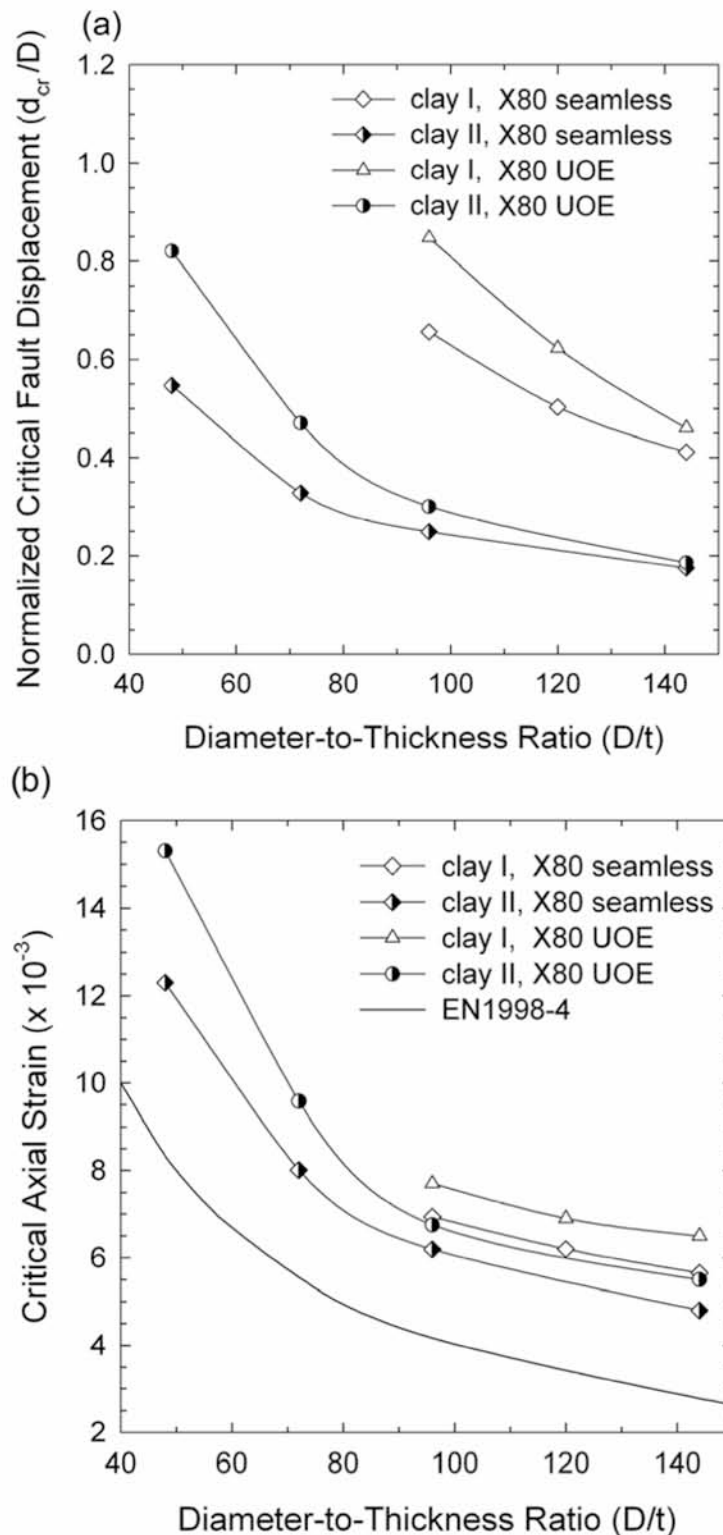 (a)
Normalized Critical Fault Displacement (d_cr/D)
1.2
1.0
0.8
0.6
0.4
0.2
0.0
clay I, X80 seamless
clay II, X80 seamless
clay I, X80 UOE
clay II, X80 UOE
40 60 80 100 120 140
Diameter-to-Thickness Ratio (D/t)
(b)
Critical Axial Strain (x 10⁻³)
16
14
12
10
8
6
4
2
clay I, X80 seamless
clay II, X80 seamless
clay I, X80 UOE
clay II, X80 UOE
EN1998-4
40 60 80 100 120 140
Diameter-to-Thickness Ratio (D/t)